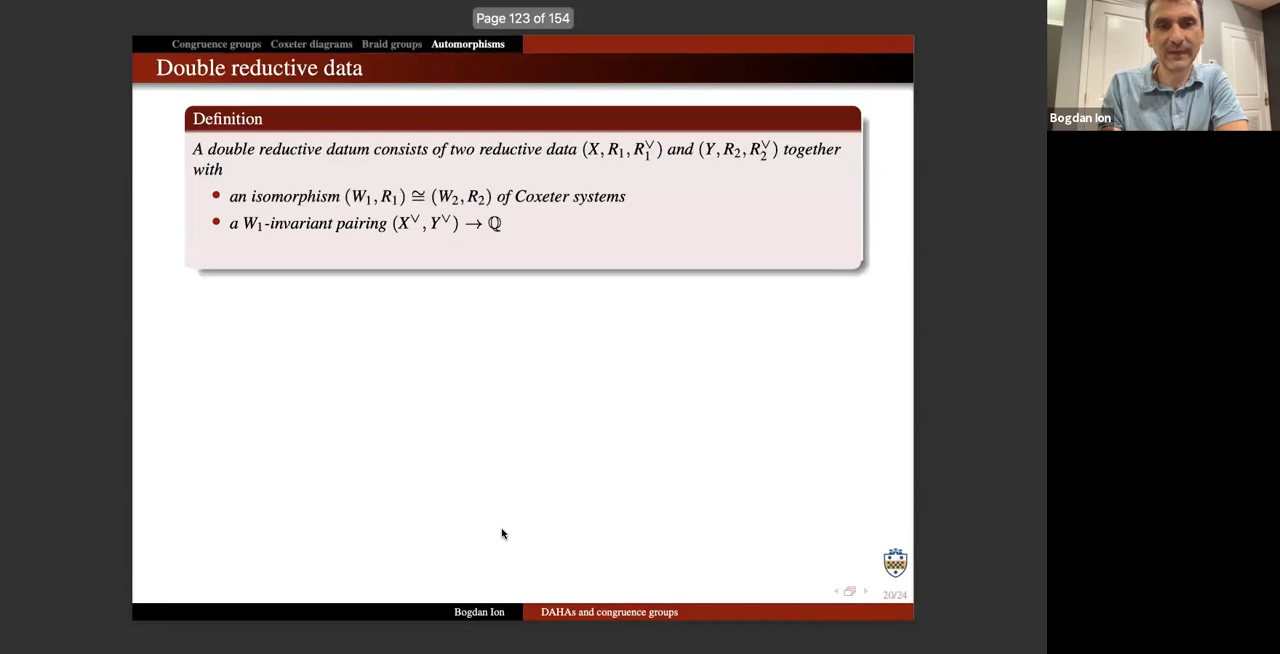 Page 123 of 154
Congruence groups Coxeter diagrams Braid groups Automorphisms
Double reductive data
Definition
A double reductive datum consists of two reductive data (X, R₁, R₁^∨) and (Y, R₂, R₂^∨) together
with
• an isomorphism (W₁, R₁) ≅ (W₂, R₂) of Coxeter systems
• a W₁-invariant pairing (X^∨, Y^∨) → ℚ
Bogdan Ion
20/24
Bogdan Ion DAHAs and congruence groups